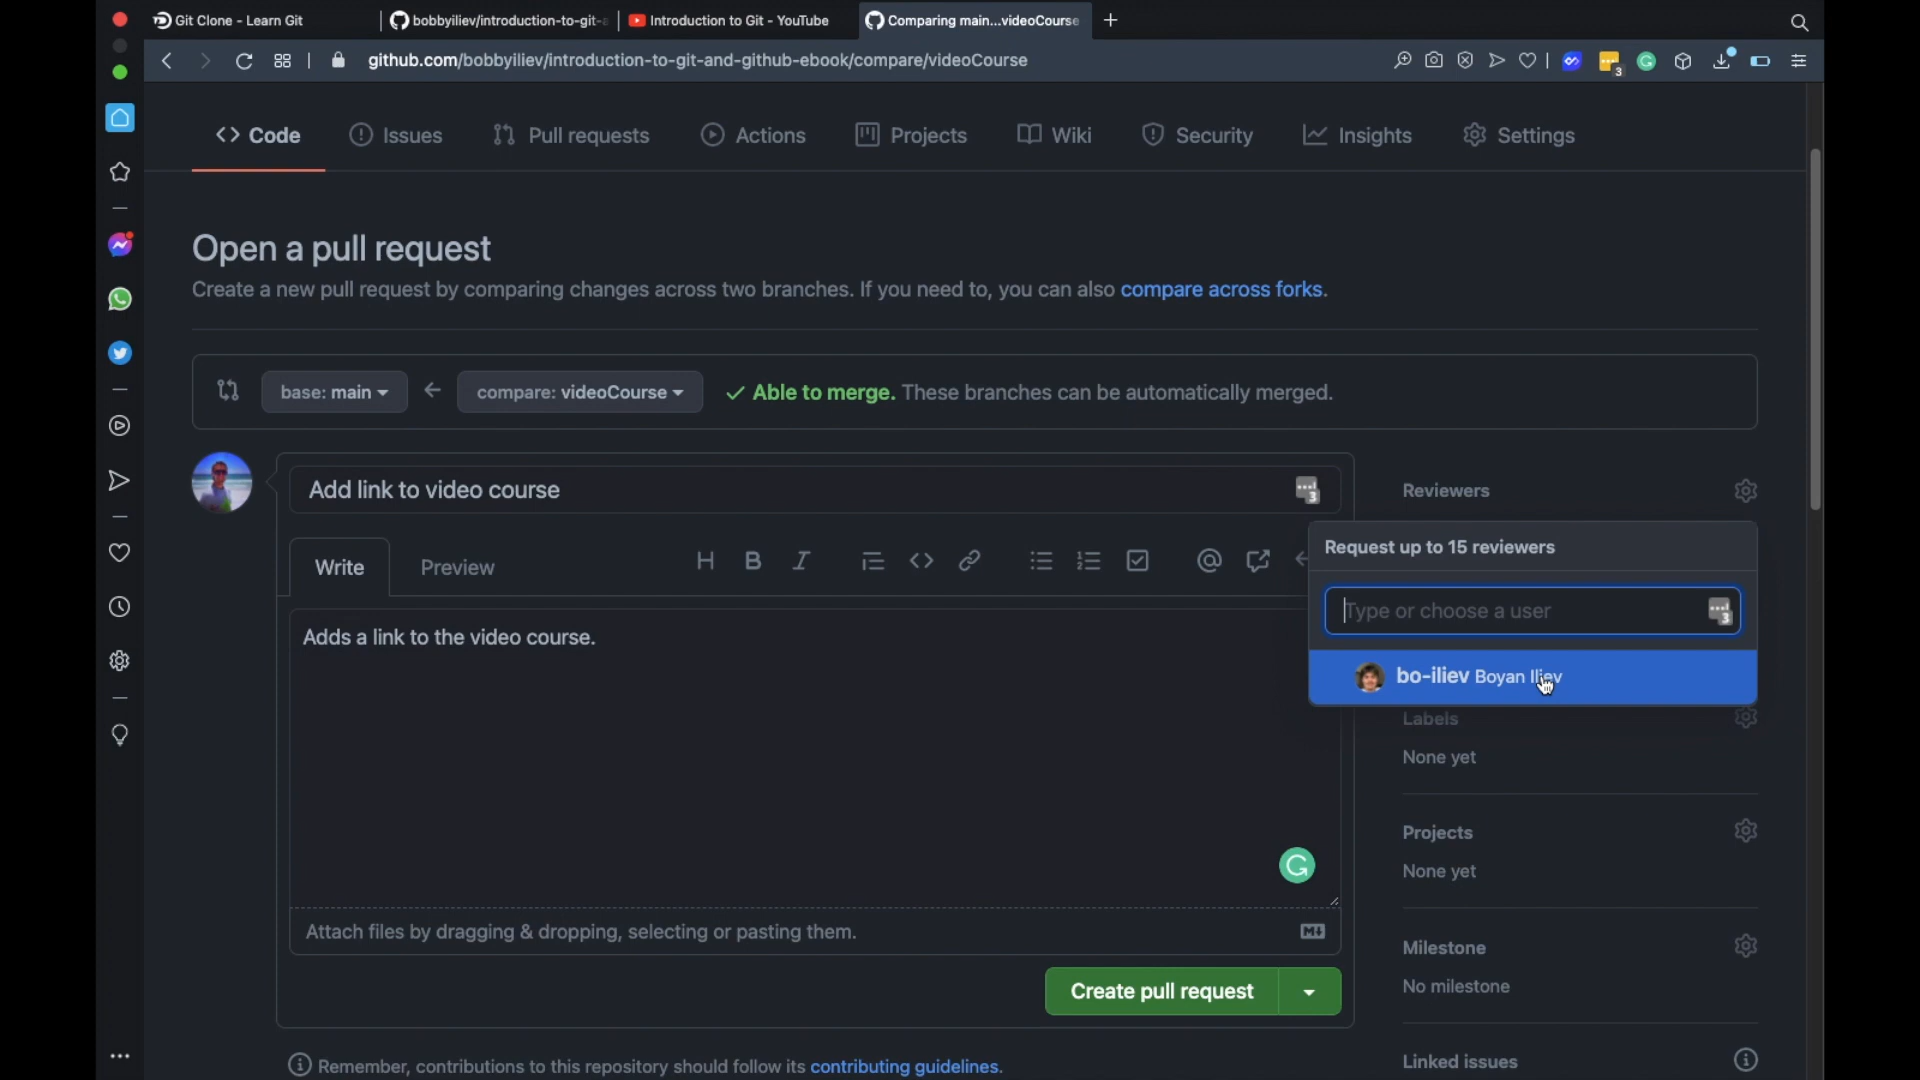 Git Clone - Learn Git
bobbyiliev/introduction-to-git-
Introduction to Git - YouTube
Comparing main...videoCourse
github.com/bobbyiliev/introduction-to-git-and-github-ebook/compare/videoCourse
3
Code
Issues
Pull requests
Actions
Projects
Wiki
Security
Insights
Settings
Open a pull request
Create a new pull request by comparing changes across two branches. If you need to, you can also compare across forks.
base: main
compare: videoCourse
Able to merge. These branches can be automatically merged.
Add link to video course
3
Reviewers
Write
Preview
H B I
Request up to 15 reviewers
Type or choose a user
3
Adds a link to the video course.
bo-iliev Boyan Iliev
Labels
None yet
Projects
None yet
Attach files by dragging & dropping, selecting or pasting them.
Milestone
No milestone
Create pull request
Linked issues
Remember, contributions to this repository should follow its contributing guidelines.